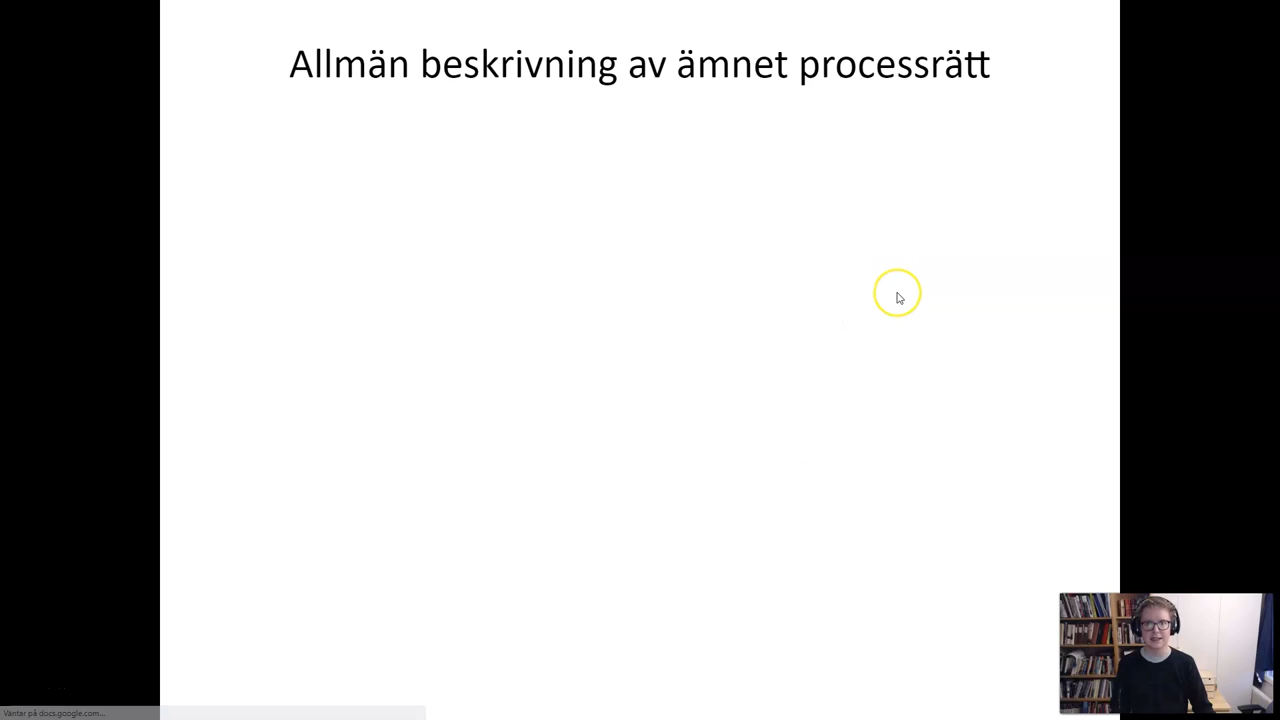 Allmän beskrivning av ämnet processrätt
Väntar på docs.google.com...